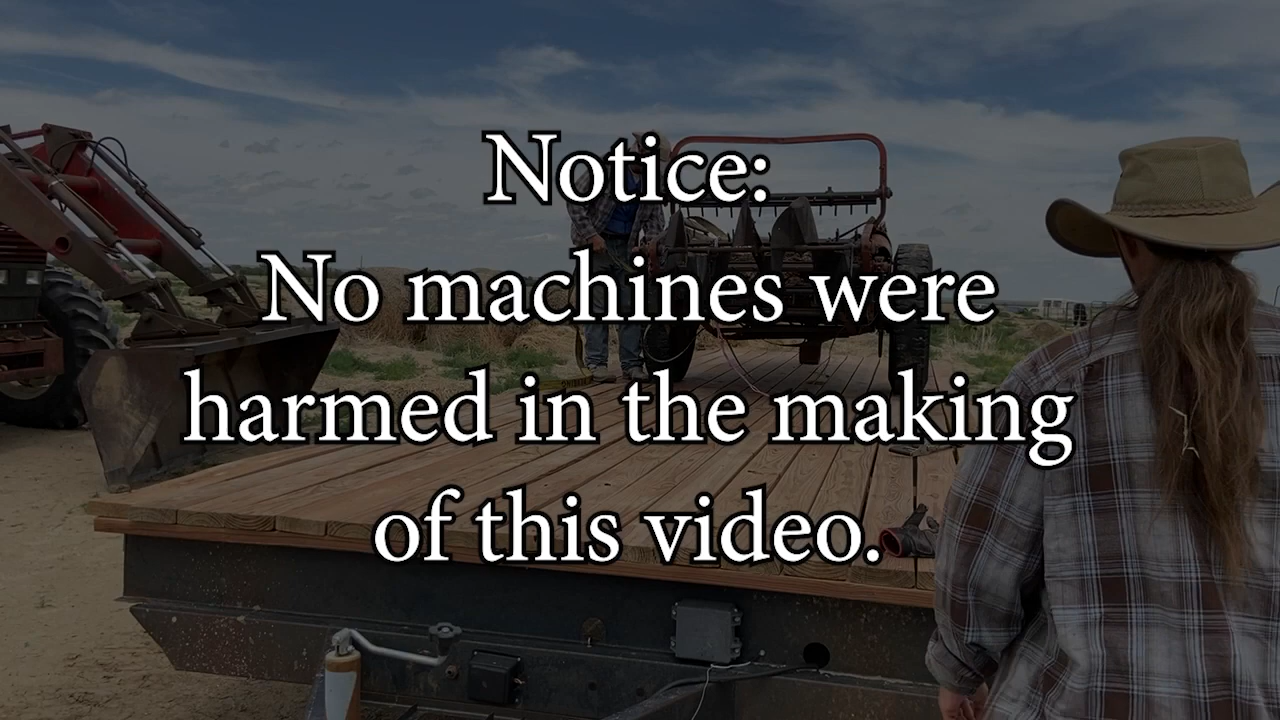 Notice:
No machines were
harmed in the making
of this video.